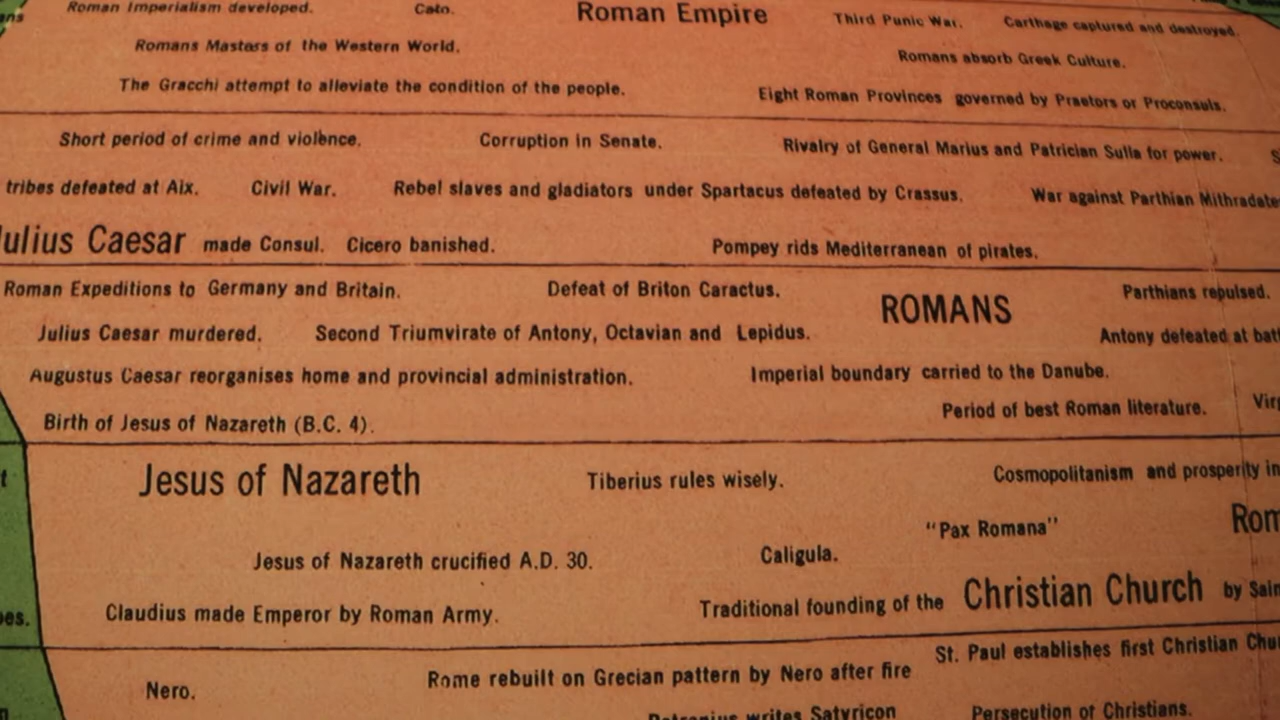 Roman Imperialism developed. Cato. Roman Empire Third Punic War. Carthage captured and destroyed.
Romans Masters of the Western World. Romans absorb Greek Culture.
The Gracchi attempt to alleviate the condition of the people. Eight Roman Provinces governed by Praetors or Proconsuls.
Short period of crime and violence. Corruption in Senate. Rivalry of General Marius and Patrician Sulla for power.
tribes defeated at Aix. Civil War. Rebel slaves and gladiators under Spartacus defeated by Crassus. War against Parthian Mithradate
Julius Caesar made Consul. Cicero banished. Pompey rids Mediterranean of pirates.
Roman Expeditions to Germany and Britain. Defeat of Briton Caractus. ROMANS Parthians repulsed.
Julius Caesar murdered. Second Triumvirate of Antony, Octavian and Lepidus. Antony defeated at bat
Augustus Caesar reorganises home and provincial administration. Imperial boundary carried to the Danube.
Birth of Jesus of Nazareth (B.C. 4). Period of best Roman literature. Vir
Jesus of Nazareth Tiberius rules wisely. Cosmopolitanism and prosperity in
"Pax Romana" Rom
Jesus of Nazareth crucified A.D. 30. Caligula.
Claudius made Emperor by Roman Army. Traditional founding of the Christian Church by Sain
Nero. Rome rebuilt on Grecian pattern by Nero after fire St. Paul establishes first Christian Chu
Petronius writes Satyricon Persecution of Christians.